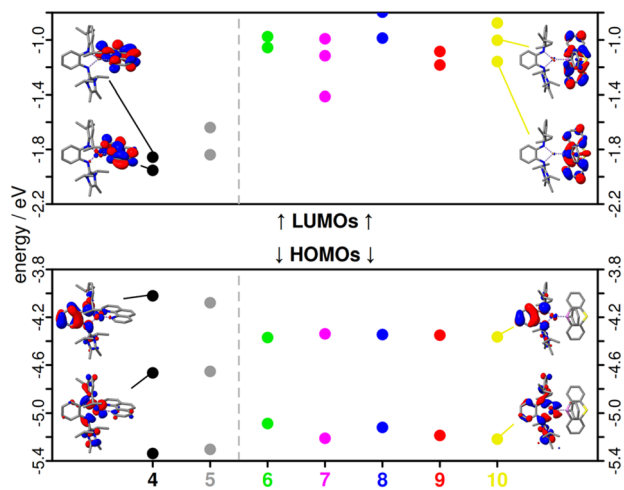 -1.0 -1.0
-1.4 -1.4
-1.8 -1.8
-2.2 -2.2
energy / eV
↑ LUMOs ↑
↓ HOMOs ↓
-3.8 -3.8
-4.2 -4.2
-4.6 -4.6
-5.0 -5.0
-5.4 -5.4
4 5 6 7 8 9 10